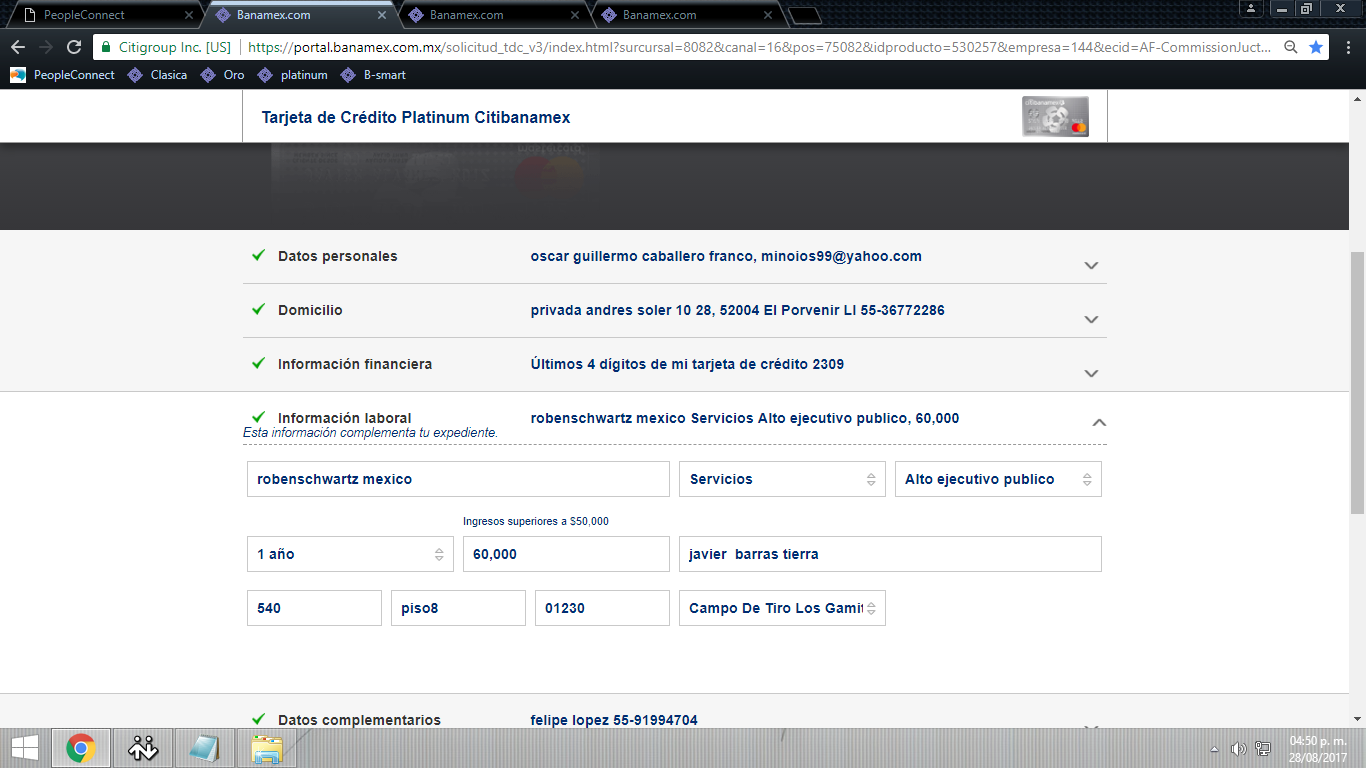 PeopleConnect
Banamex.com
Banamex.com
Banamex.com
Citigroup Inc. [US]
https://portal.banamex.com.mx/solicitud_tdc_v3/index.html?surcursal=8082&canal=16&pos=75082&idproducto=530257&empresa=144&ecid=AF-CommissionJuct...
PeopleConnect Clasica Oro platinum B-smart
Tarjeta de Crédito Platinum Citibanamex
Datos personales oscar guillermo caballero franco, minoios99@yahoo.com
Domicilio privada andres soler 10 28, 52004 El Porvenir LI 55-36772286
Información financiera Últimos 4 dígitos de mi tarjeta de crédito 2309
Información laboral robenschwartz mexico Servicios Alto ejecutivo publico, 60,000
Esta información complementa tu expediente.
robenschwartz mexico Servicios Alto ejecutivo publico
Ingresos superiores a $50,000
1 año 60,000 javier barras tierra
540 piso8 01230 Campo De Tiro Los Gamit
Datos complementarios felipe lopez 55-91994704
04:50 p. m.
28/08/2017